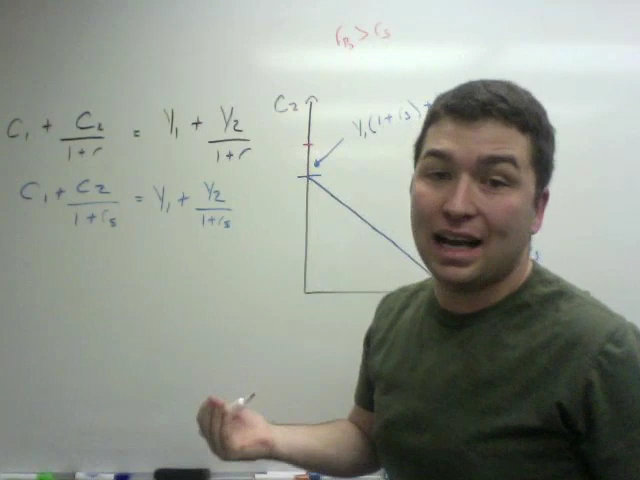 r_B > r_S
C_2
y_1(1+r_S)+
C_1 + C_2/1+r = y_1 + y_2/1+r
C_1 + C_2/1+r_S = y_1 + y_2/1+r_S